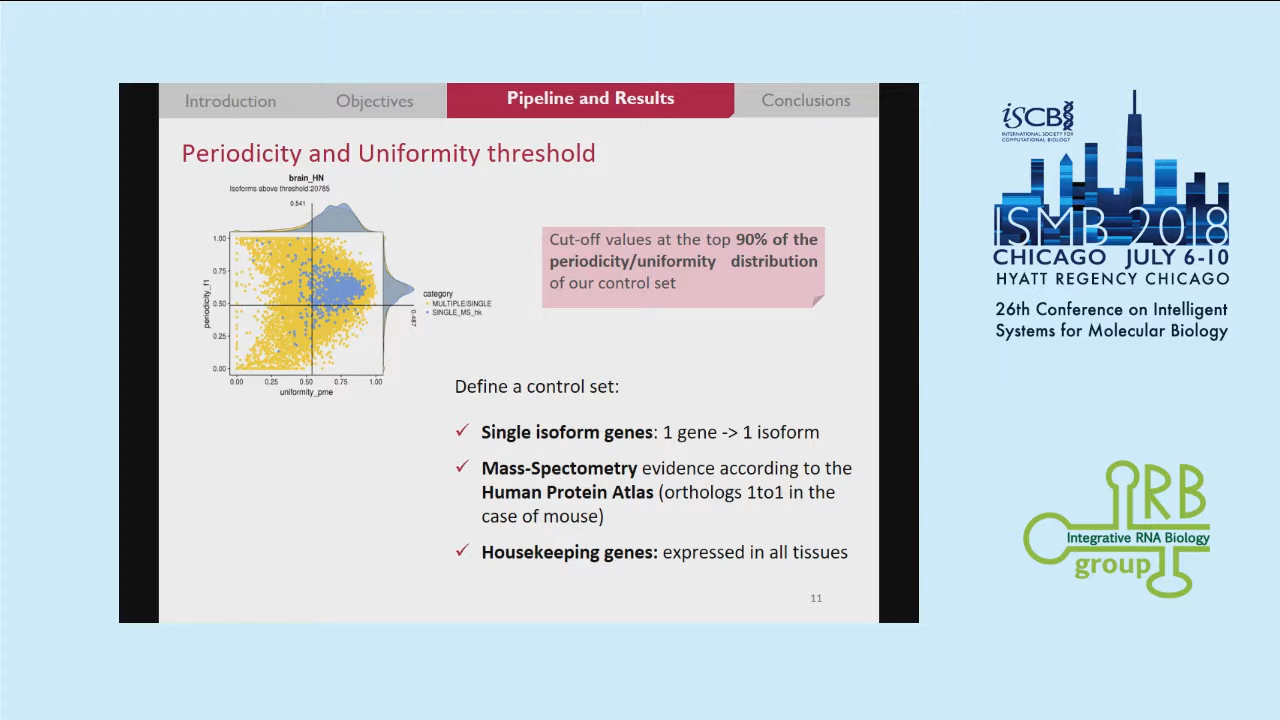 Introduction
Objectives
Pipeline and Results
Conclusions
Periodicity and Uniformity threshold
brain_HN
Isoforms above threshold:20785
0.541
1.00
0.75
0.50
0.25
0.00
periodicity_f1
0.00 0.25 0.50 0.75 1.00
uniformity_pme
0.487
category
MULTIPLE/SINGLE
SINGLE_MS_hk
Cut-off values at the top 90% of the
periodicity/uniformity distribution
of our control set
Define a control set:
✓ Single isoform genes: 1 gene -> 1 isoform
✓ Mass-Spectometry evidence according to the
Human Protein Atlas (orthologs 1to1 in the
case of mouse)
✓ Housekeeping genes: expressed in all tissues
11
iSCB
INTERNATIONAL SOCIETY FOR
COMPUTATIONAL BIOLOGY
ISMB 2018
CHICAGO JULY 6-10
HYATT REGENCY CHICAGO
26th Conference on Intelligent
Systems for Molecular Biology
IRB
Integrative RNA Biology
group